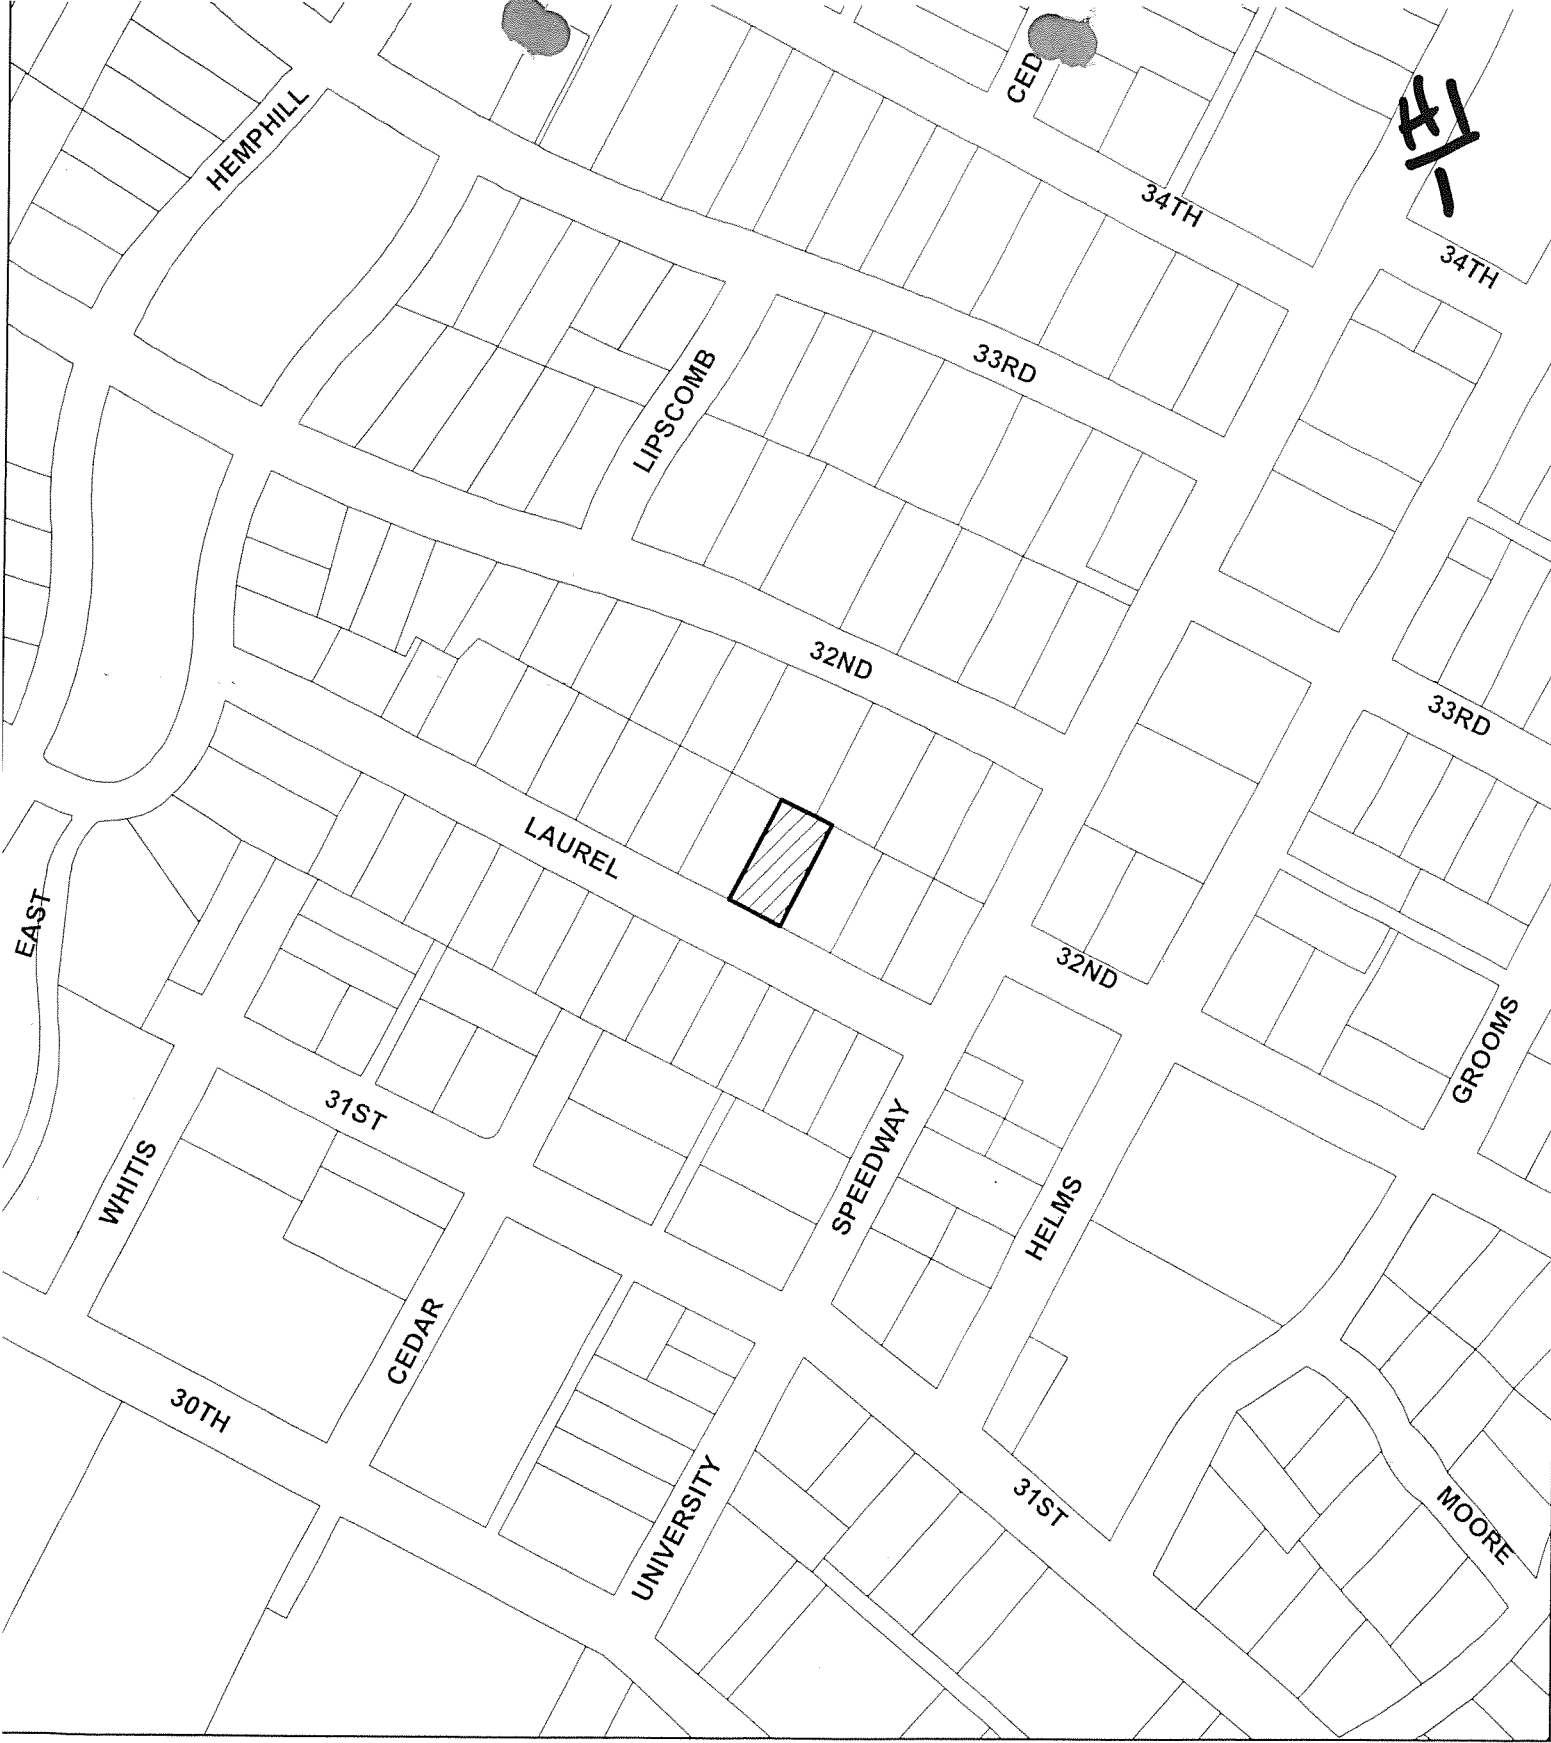 CED
HEMPHILL
34TH
34TH
33RD
LIPSCOMB
32ND
33RD
LAUREL
EAST
32ND
GROOMS
31ST
SPEEDWAY
WHITIS
HELMS
CEDAR
30TH
UNIVERSITY
31ST
MOORE